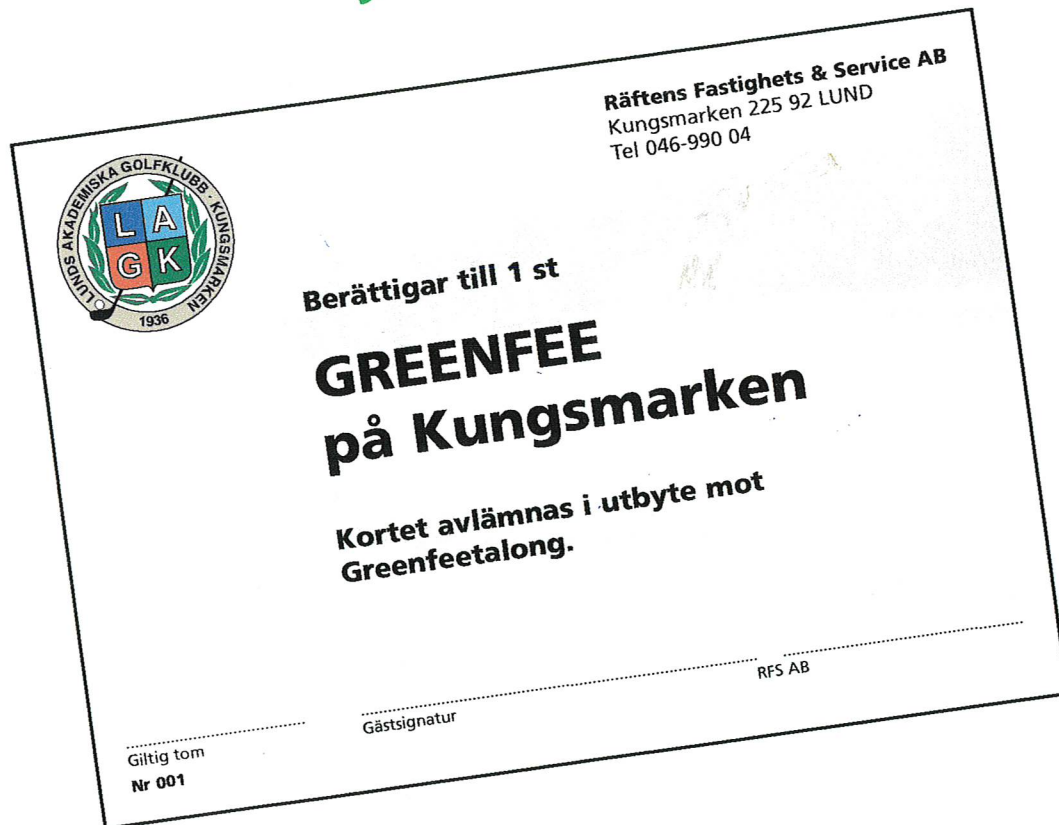 Räftens Fastighets & Service AB
Kungsmarken 225 92 LUND
Tel 046-990 04
LUNDS AKADEMISKA GOLFKLUBB · KUNGSMARKEN
L A
G K
1936
Berättigar till 1 st
GREENFEE
på Kungsmarken
Kortet avlämnas i utbyte mot
Greenfeetalong.
Giltig tom
Gästsignatur
RFS AB
Nr 001